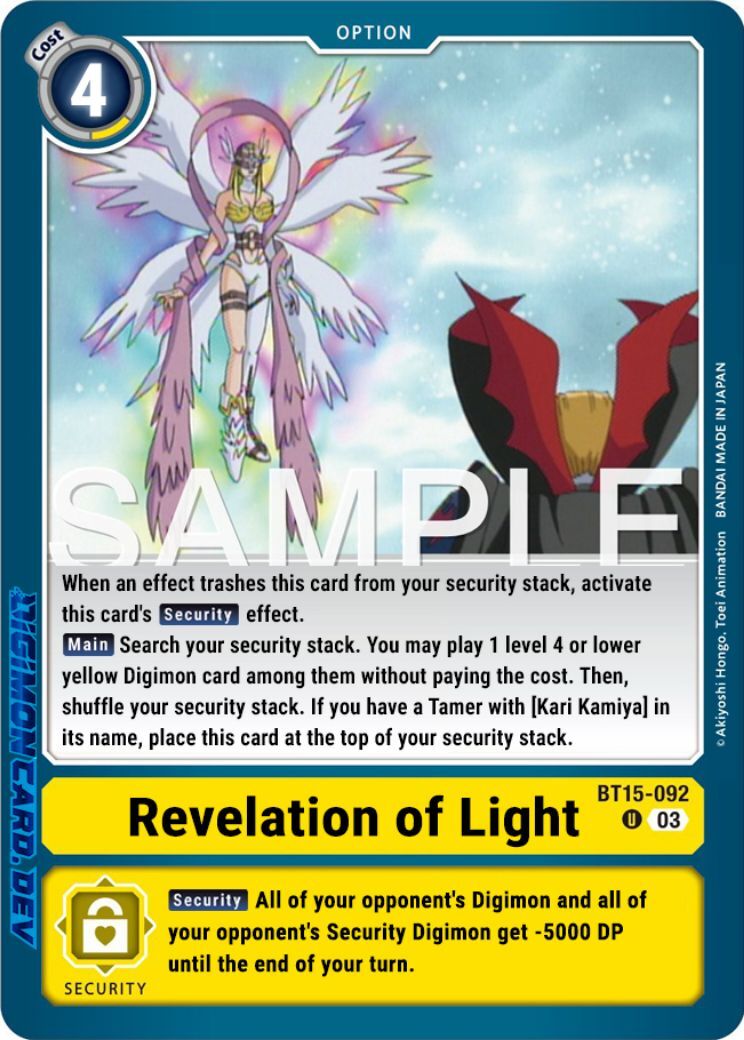 OPTION
Cost
4
SAMPLE
When an effect trashes this card from your security stack, activate
this card's Security effect.
Main Search your security stack. You may play 1 level 4 or lower
yellow Digimon card among them without paying the cost. Then,
shuffle your security stack. If you have a Tamer with [Kari Kamiya] in
its name, place this card at the top of your security stack.
© Akiyoshi Hongo, Toei Animation BANDAI MADE IN JAPAN
DIGIMONCARD.DEV
Revelation of Light
BT15-092
U 03
Security All of your opponent's Digimon and all of
your opponent's Security Digimon get -5000 DP
until the end of your turn.
SECURITY